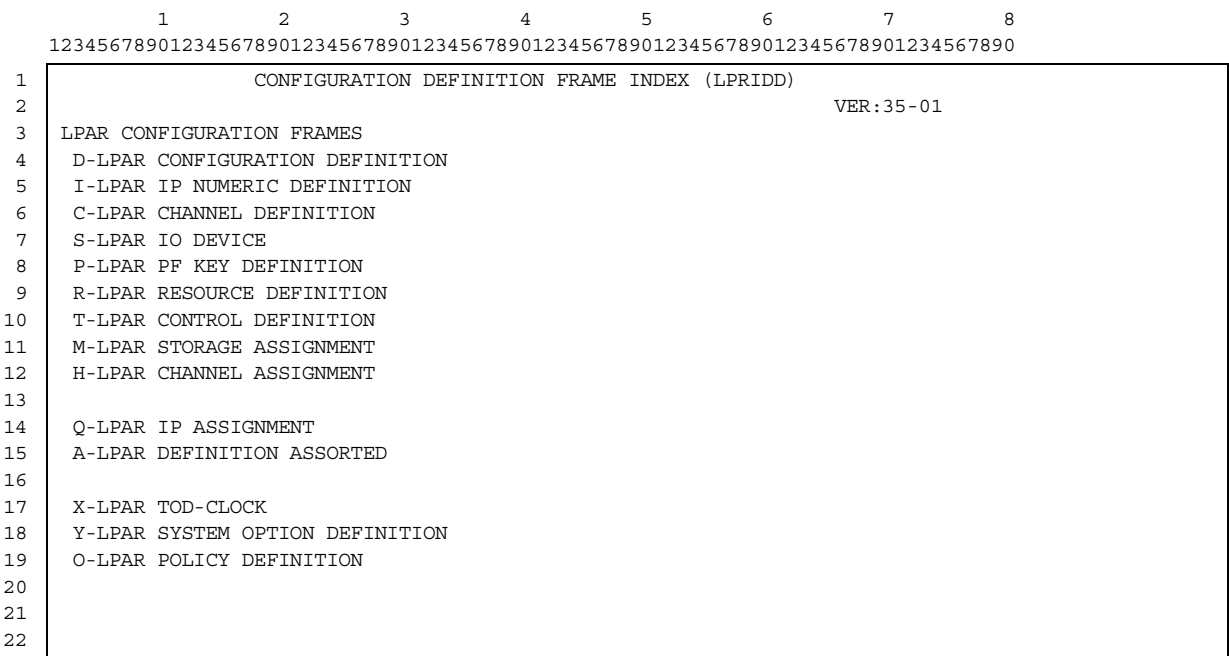 1 2 3 4 5 6 7 8
12345678901234567890123456789012345678901234567890123456789012345678901234567890
1 CONFIGURATION DEFINITION FRAME INDEX (LPRIDD)
2 VER:35-01
3 LPAR CONFIGURATION FRAMES
4 D-LPAR CONFIGURATION DEFINITION
5 I-LPAR IP NUMERIC DEFINITION
6 C-LPAR CHANNEL DEFINITION
7 S-LPAR IO DEVICE
8 P-LPAR PF KEY DEFINITION
9 R-LPAR RESOURCE DEFINITION
10 T-LPAR CONTROL DEFINITION
11 M-LPAR STORAGE ASSIGNMENT
12 H-LPAR CHANNEL ASSIGNMENT
13
14 Q-LPAR IP ASSIGNMENT
15 A-LPAR DEFINITION ASSORTED
16
17 X-LPAR TOD-CLOCK
18 Y-LPAR SYSTEM OPTION DEFINITION
19 O-LPAR POLICY DEFINITION
20
21
22